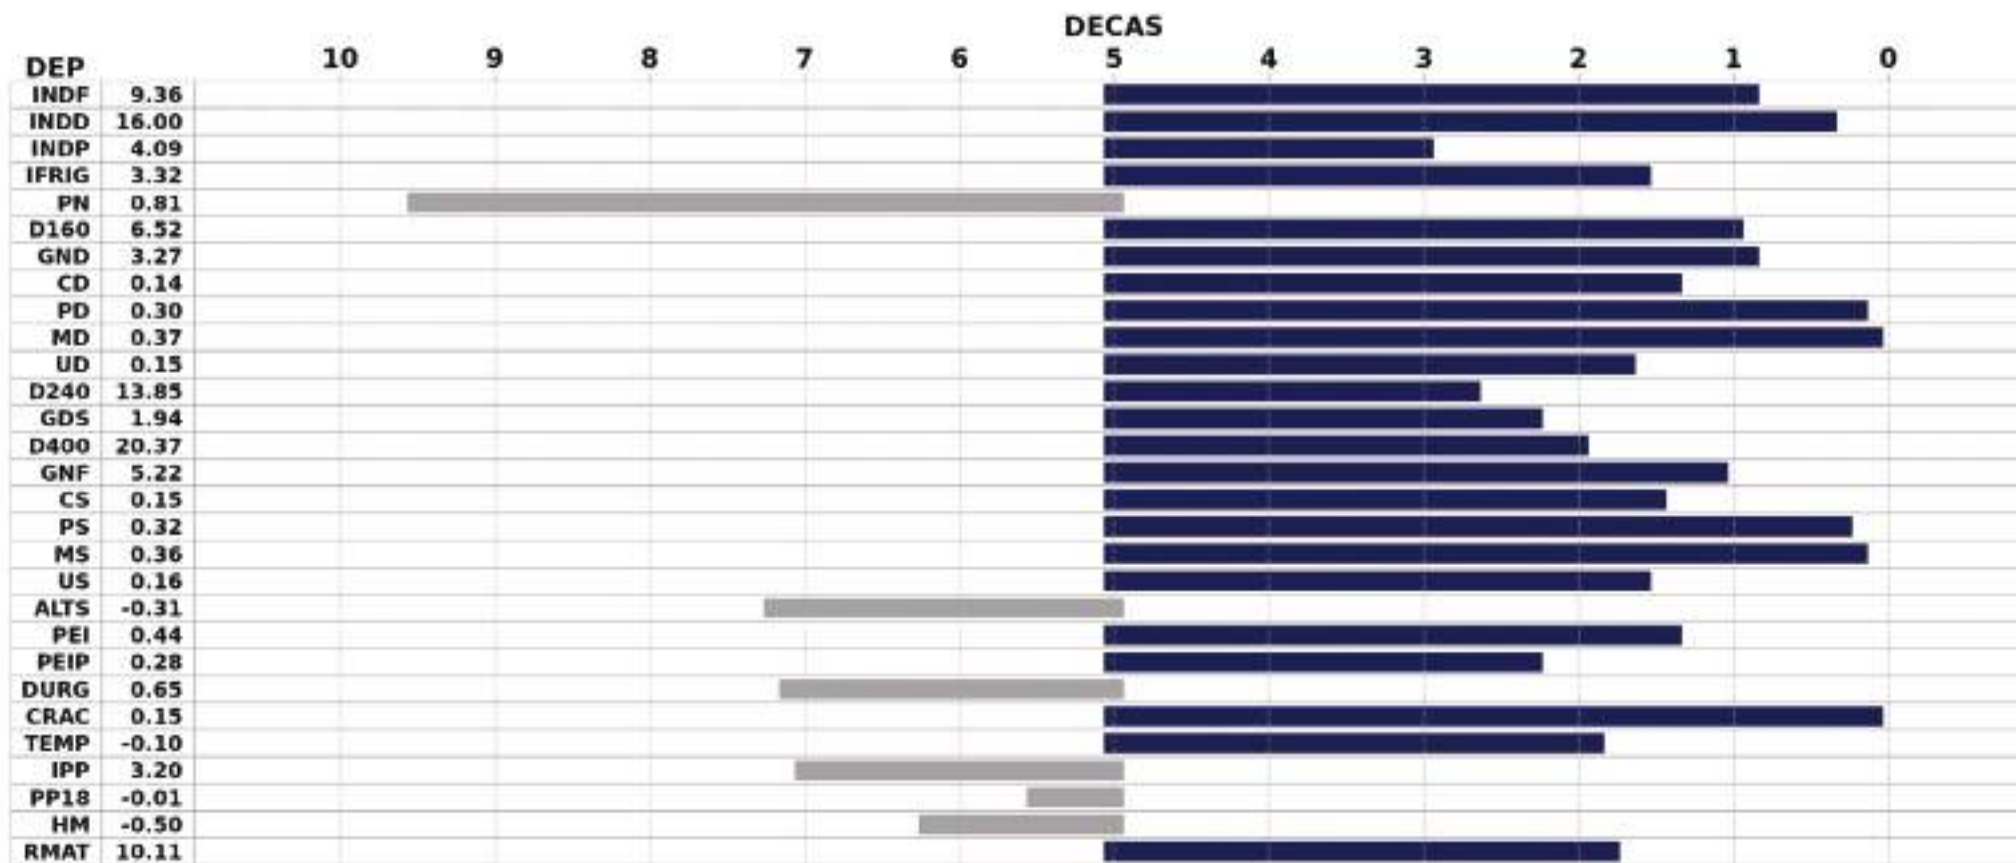 DECAS
DEP 10 9 8 7 6 5 4 3 2 1 0
INDF 9.36
INDD 16.00
INDP 4.09
IFRIG 3.32
PN 0.81
D160 6.52
GND 3.27
CD 0.14
PD 0.30
MD 0.37
UD 0.15
D240 13.85
GDS 1.94
D400 20.37
GNF 5.22
CS 0.15
PS 0.32
MS 0.36
US 0.16
ALTS -0.31
PEI 0.44
PEIP 0.28
DURG 0.65
CRAC 0.15
TEMP -0.10
IPP 3.20
PP18 -0.01
HM -0.50
RMAT 10.11